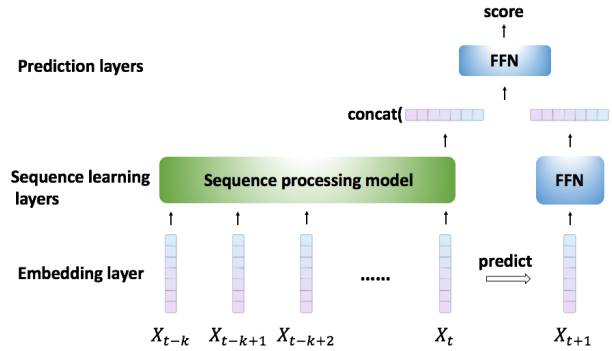 score
Prediction layers
FFN
concat(
Sequence learning
layers
Sequence processing model
FFN
Embedding layer
......
predict
X_{t-k} X_{t-k+1} X_{t-k+2} X_t X_{t+1}